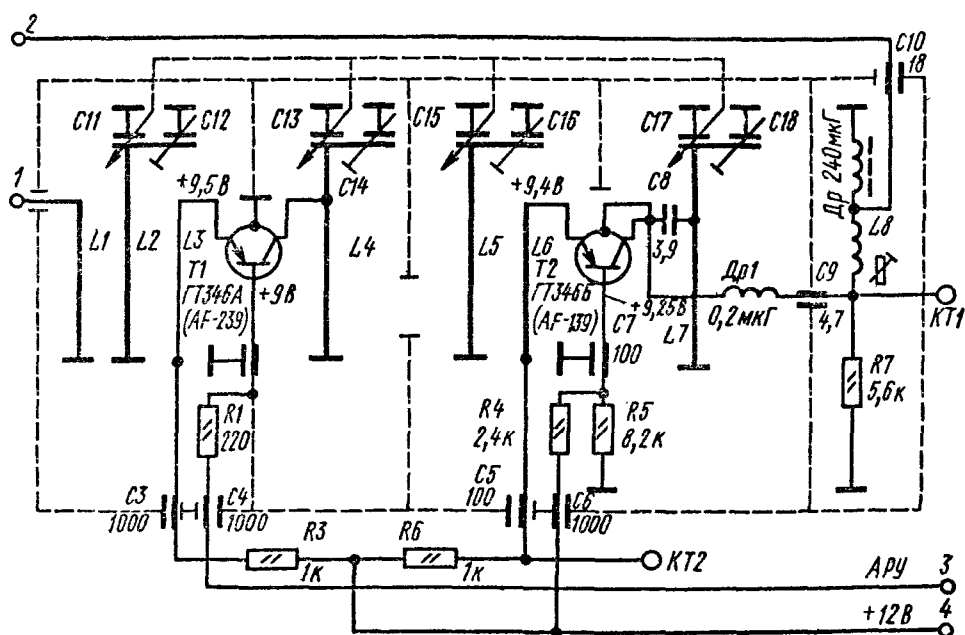 2
C10
18
C11
C12
C13
C15
C16
C17
C18
C8
Др 240мкГ
1
+9,5В
C14
+9,4В
3,9
L1
L2
L3
L4
L5
L6
L8
T1
T2
ГТ346А
+9В
ГТ346Б
+9,25В
Др1
C9
(AF-239)
(AF-139)
C7
L7
0,2мкГ
4,7
КТ1
100
R7
5,6к
R1
220
R4
2,4к
R5
8,2к
C3
1000
C4
1000
C5
100
C6
1000
R3
1к
R6
1к
КТ2
АРУ
3
+12В
4